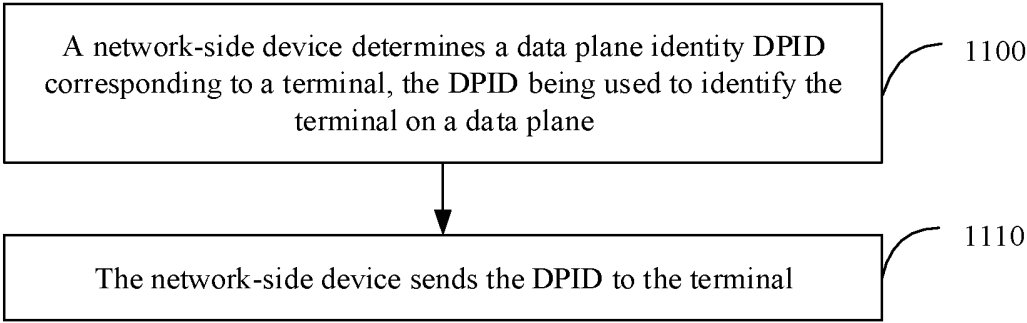 A network-side device determines a data plane identity DPID
corresponding to a terminal, the DPID being used to identify the
terminal on a data plane
1100
The network-side device sends the DPID to the terminal
1110